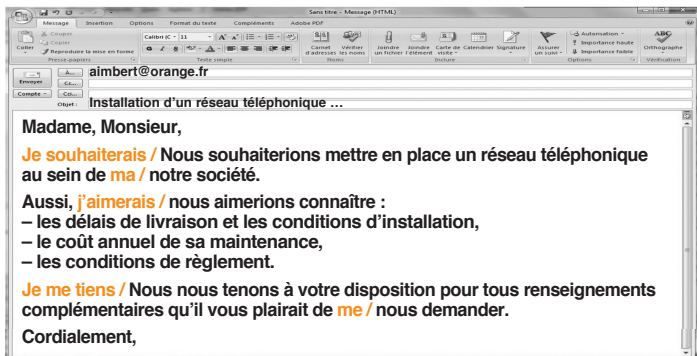 Sans titre - Message (HTML)
Message Insertion Options Format du texte Compléments Adobe PDF
Coller
Couper
Copier
Reproduire la mise en forme
Presse-papiers
Calibri (C 11
G I S
Texte simple
Carnet d'adresses
Vérifier les noms
Noms
Joindre un fichier
Joindre l'élément
Carte de visite
Calendrier
Signature
Inclure
Assurer un suivi
Autorisation
Importance haute
Importance faible
Options
ABC
Orthographe
Vérification
Envoyer
Compte
À... aimbert@orange.fr
Cc...
Cci...
Objet : Installation d'un réseau téléphonique ...
Madame, Monsieur,
Je souhaiterais / Nous souhaiterions mettre en place un réseau téléphonique
au sein de ma / notre société.
Aussi, j'aimerais / nous aimerions connaître :
– les délais de livraison et les conditions d'installation,
– le coût annuel de sa maintenance,
– les conditions de règlement.
Je me tiens / Nous nous tenons à votre disposition pour tous renseignements
complémentaires qu'il vous plairait de me / nous demander.
Cordialement,